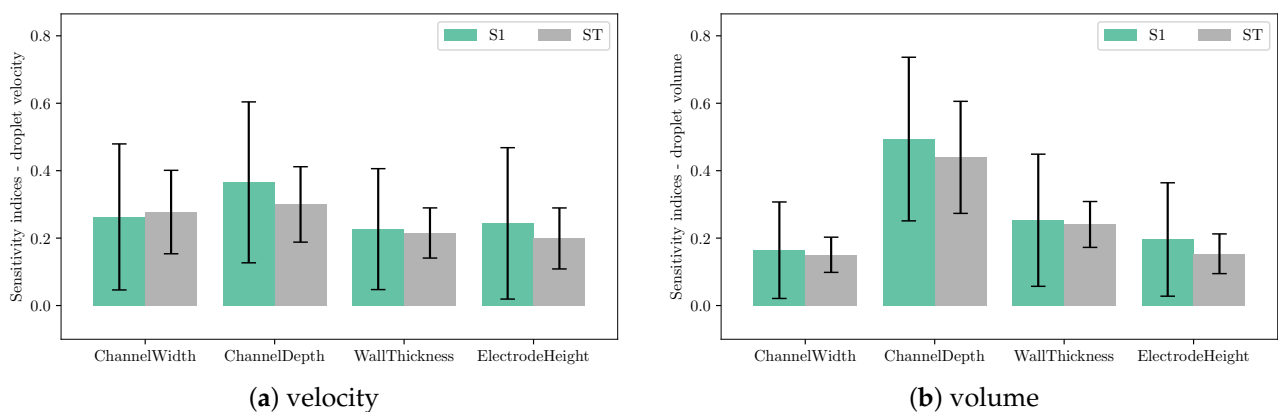 Sensitivity indices - droplet velocity
0.8
0.6
0.4
0.2
0.0
S1 ST
ChannelWidth ChannelDepth WallThickness ElectrodeHeight
(a) velocity
Sensitivity indices - droplet volume
0.8
0.6
0.4
0.2
0.0
S1 ST
ChannelWidth ChannelDepth WallThickness ElectrodeHeight
(b) volume